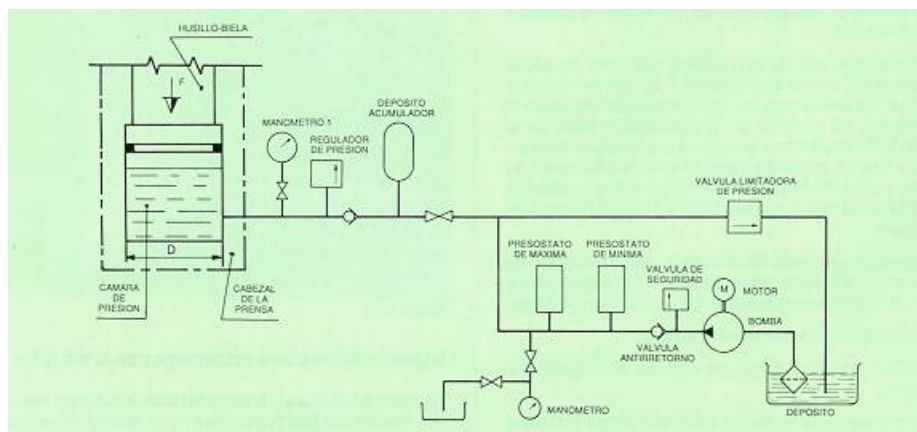 HUSILLO-BIELA
F
MANOMETRO 1
REGULADOR
DE PRESION
DEPOSITO
ACUMULADOR
VALVULA LIMITADORA
DE PRESION
D
CAMARA
DE
PRESION
CABEZAL
DE LA
PRENSA
PRESOSTATO
DE MAXIMA
PRESOSTATO
DE MINIMA
VALVULA DE
SEGURIDAD
M
MOTOR
BOMBA
VALVULA
ANTIRRETORNO
MANOMETRO
DEPOSITO